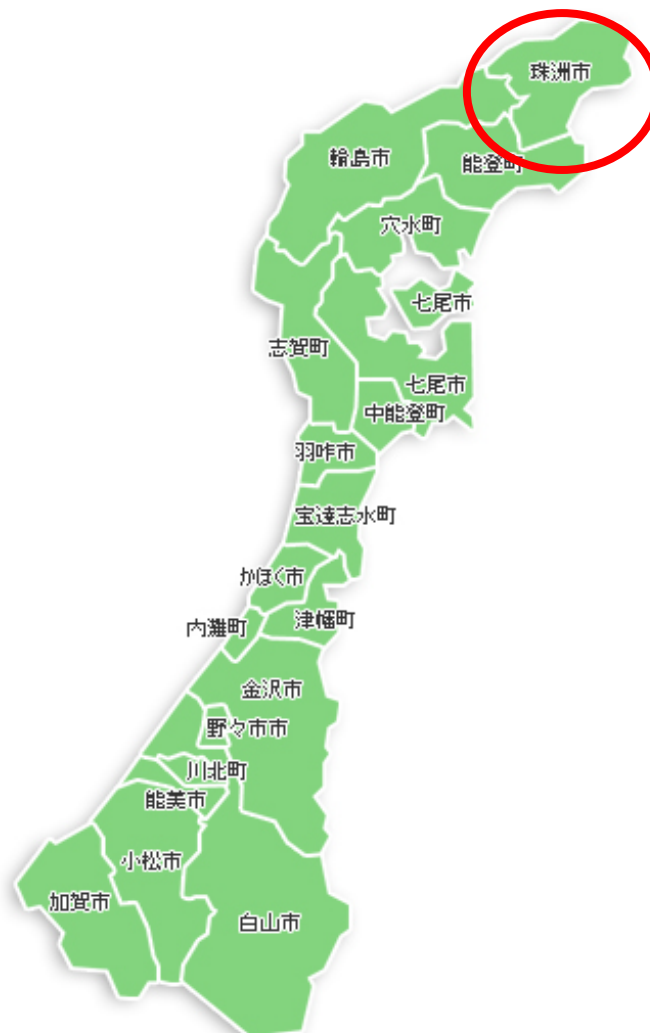 珠洲市
輪島市
能登町
穴水町
七尾市
志賀町
七尾市
中能登町
羽咋市
宝達志水町
かほく市
津幡町
内灘町
金沢市
野々市市
川北町
能美市
小松市
加賀市
白山市